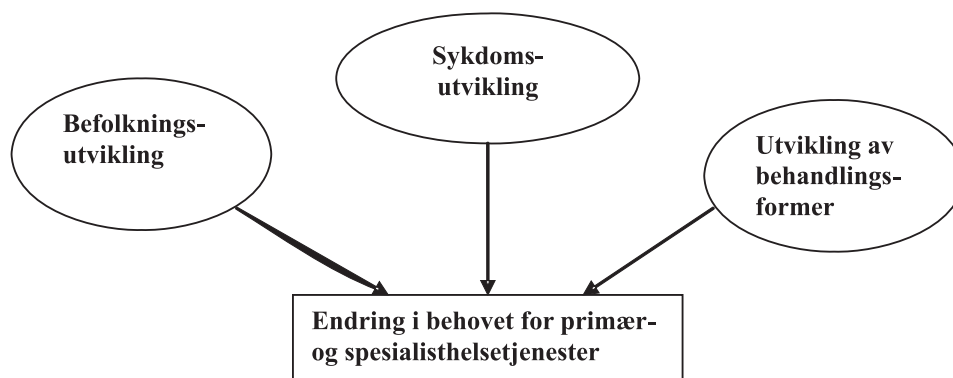 Befolknings-
utvikling
Sykdoms-
utvikling
Utvikling av
behandlings-
former
Endring i behovet for primær-
og spesialisthelsetjenester